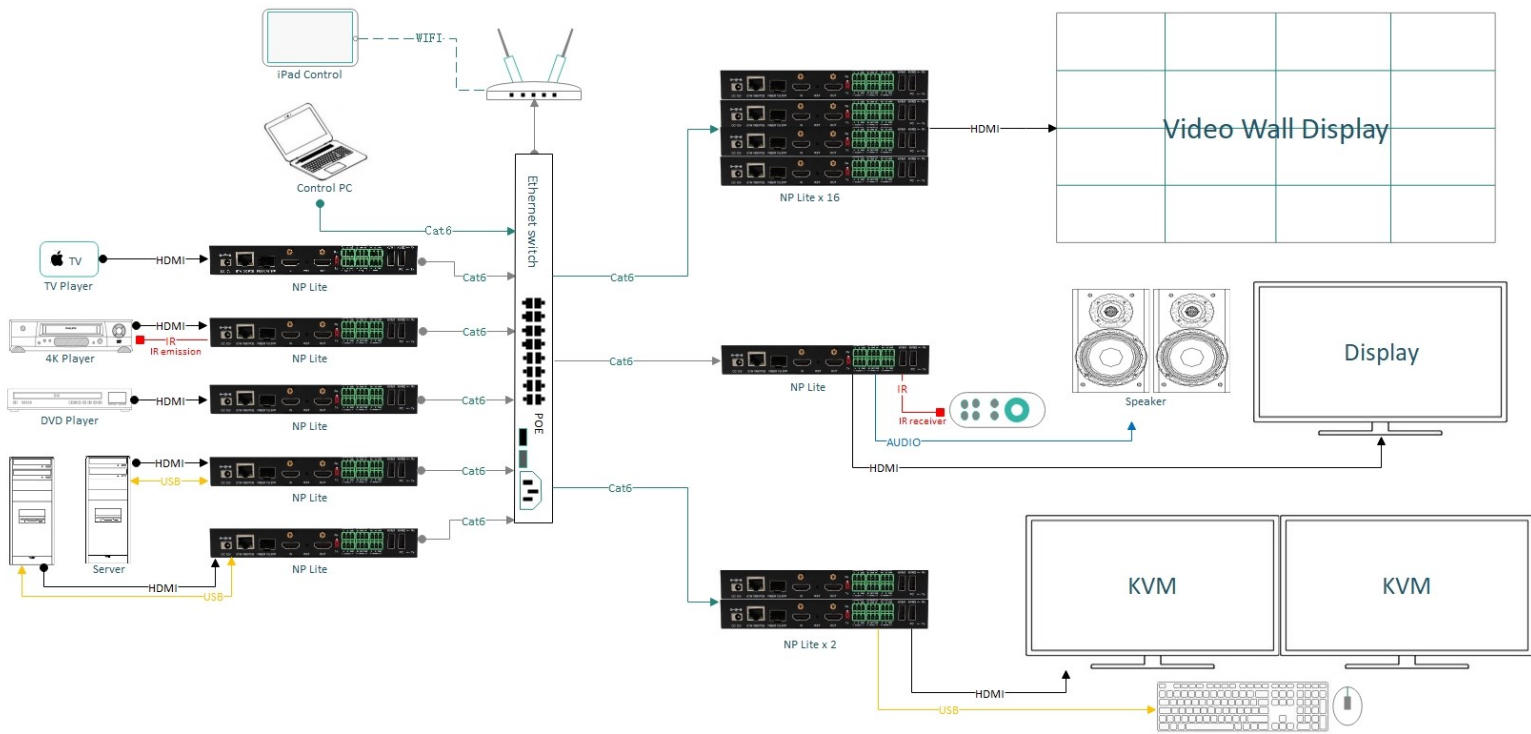 WIFI
iPad Control
Control PC
Cat6
Ethernet switch
POE
TV
TV Player
HDMI
NP Lite
Cat6
HDMI
IR
IR emission
4K Player
NP Lite
Cat6
HDMI
DVD Player
NP Lite
Cat6
HDMI
USB
NP Lite
Cat6
Server
HDMI
USB
NP Lite
Cat6
Cat6
NP Lite x 16
HDMI
Video Wall Display
Cat6
NP Lite
IR
IR receiver
AUDIO
HDMI
Speaker
Display
Cat6
NP Lite x 2
HDMI
USB
KVM
KVM